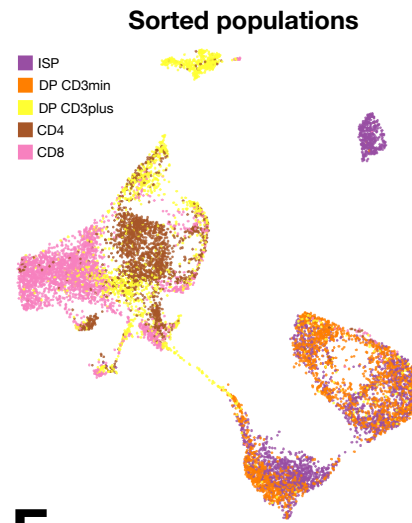 Sorted populations
ISP
DP CD3min
DP CD3plus
CD4
CD8